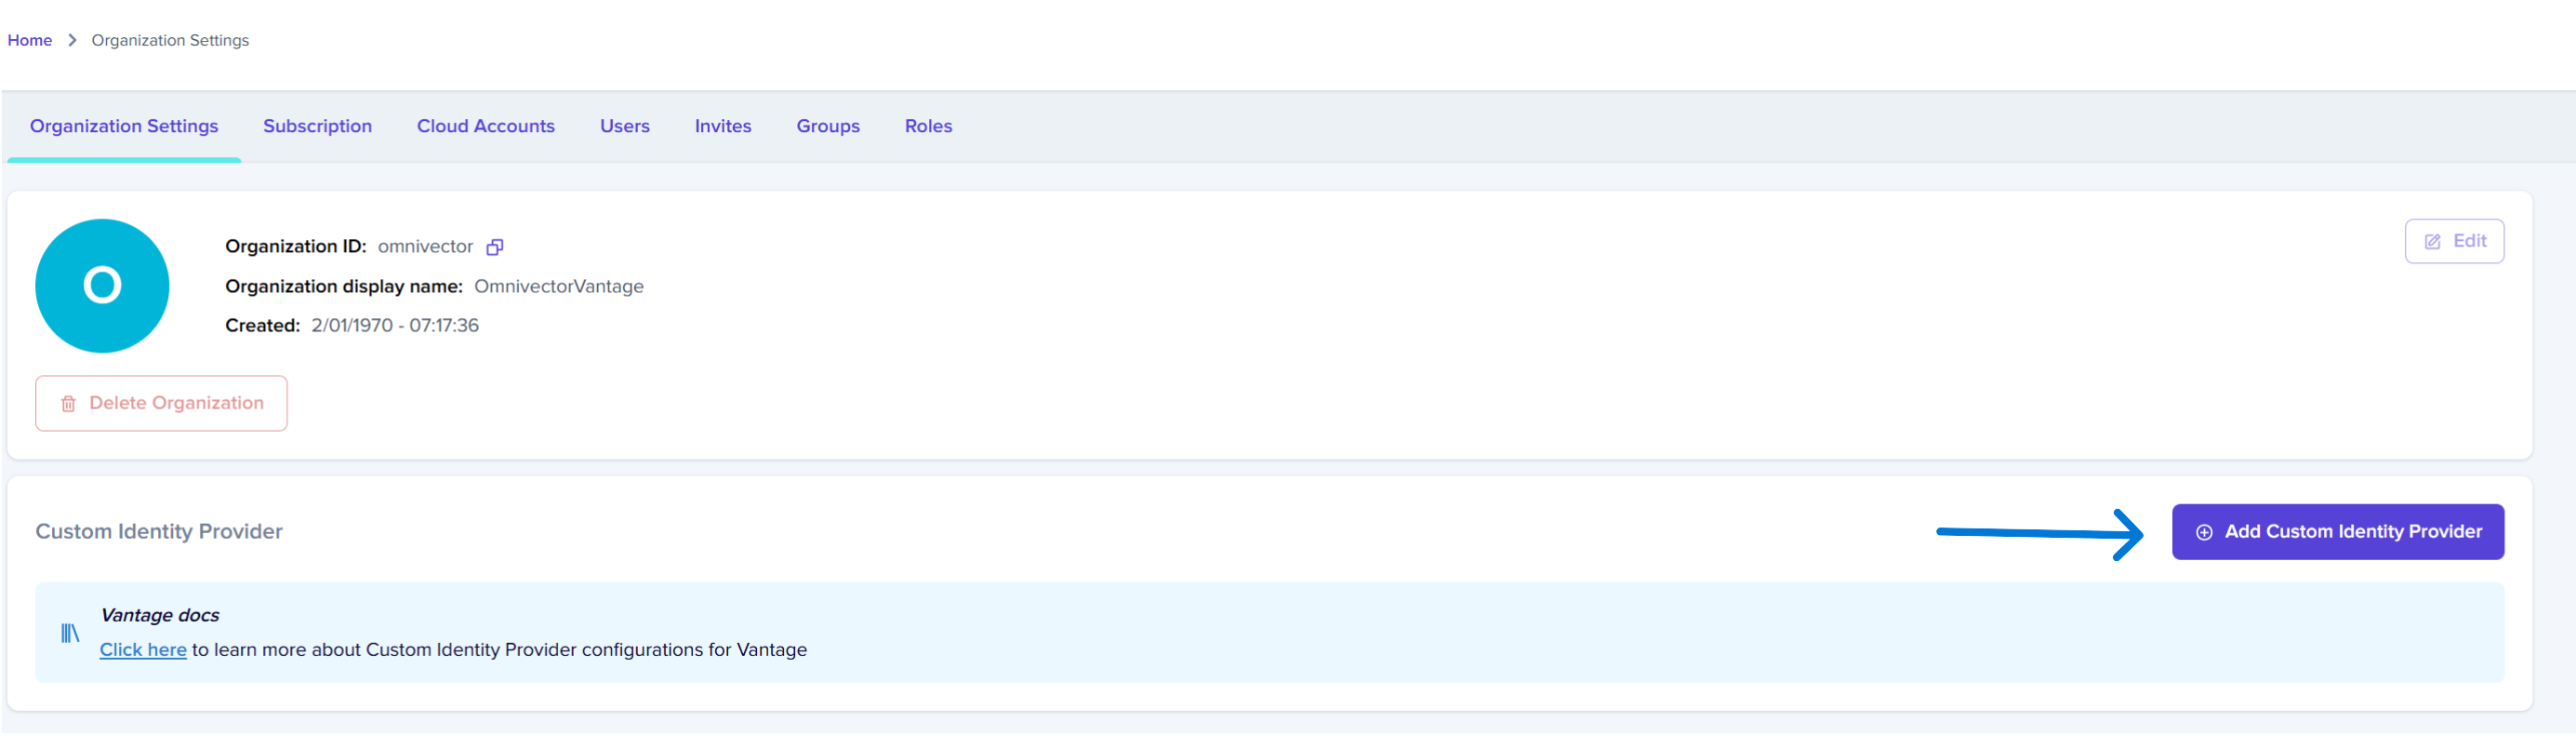 Home > Organization Settings
Organization Settings Subscription Cloud Accounts Users Invites Groups Roles
O
Organization ID: omnivector
Edit
Organization display name: OmnivectorVantage
Created: 2/01/1970 - 07:17:36
Delete Organization
Custom Identity Provider
Add Custom Identity Provider
Vantage docs
Click here to learn more about Custom Identity Provider configurations for Vantage